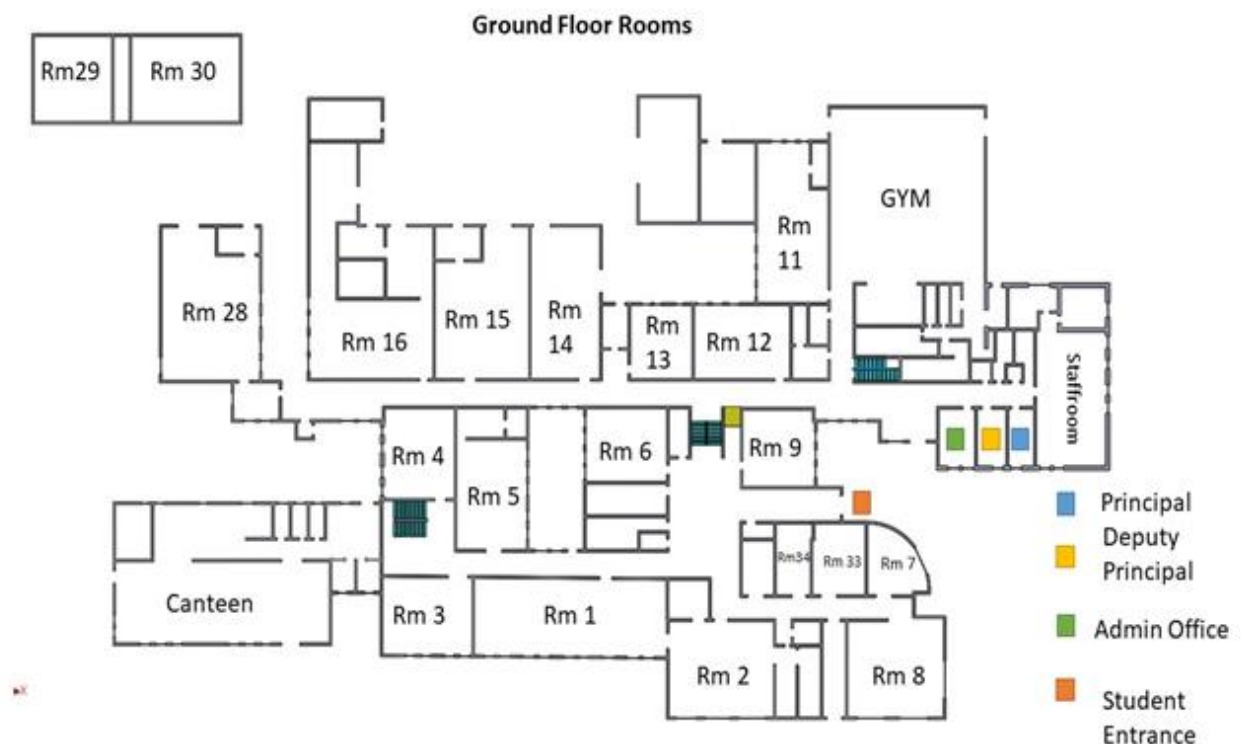 Ground Floor Rooms
Rm29
Rm 30
GYM
Rm
11
Rm 28
Rm 16
Rm 15
Rm
14
Rm
13
Rm 12
Staffroom
Rm 4
Rm 5
Rm 6
Rm 9
Principal
Deputy
Principal
Rm34
Rm 33
Rm 7
Canteen
Rm 3
Rm 1
Admin Office
Rm 2
Rm 8
Student
Entrance
X